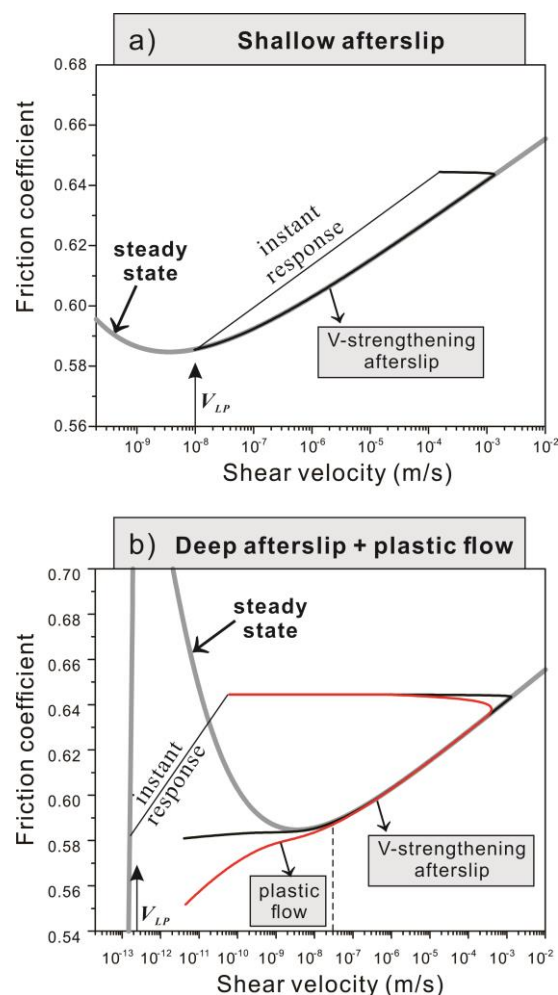 a) Shallow afterslip
Friction coefficient
0.68
0.66
0.64
0.62
0.60
0.58
0.56
steady
state
instant
response
V-strengthening
afterslip
V_LP
10^-9 10^-8 10^-7 10^-6 10^-5 10^-4 10^-3 10^-2
Shear velocity (m/s)
b) Deep afterslip + plastic flow
Friction coefficient
0.70
0.68
0.66
0.64
0.62
0.60
0.58
0.56
0.54
steady
state
instant
response
V-strengthening
afterslip
plastic
flow
V_LP
10^-13 10^-12 10^-11 10^-10 10^-9 10^-8 10^-7 10^-6 10^-5 10^-4 10^-3 10^-2
Shear velocity (m/s)